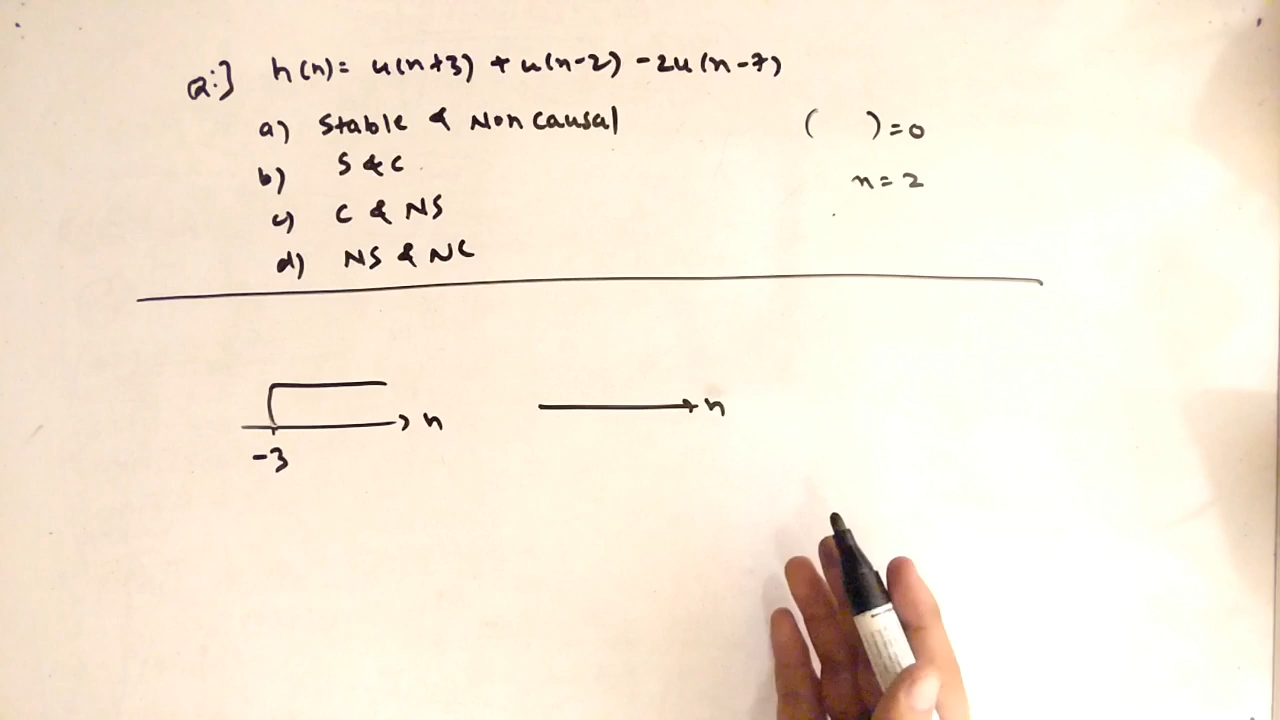 Q:] h(n)= u(n+3) + u(n-2) - 2u(n-7)
a) Stable & Non causal
b) S & C
c) C & NS
d) NS & NC
( )=0
n=2
n
-3
n